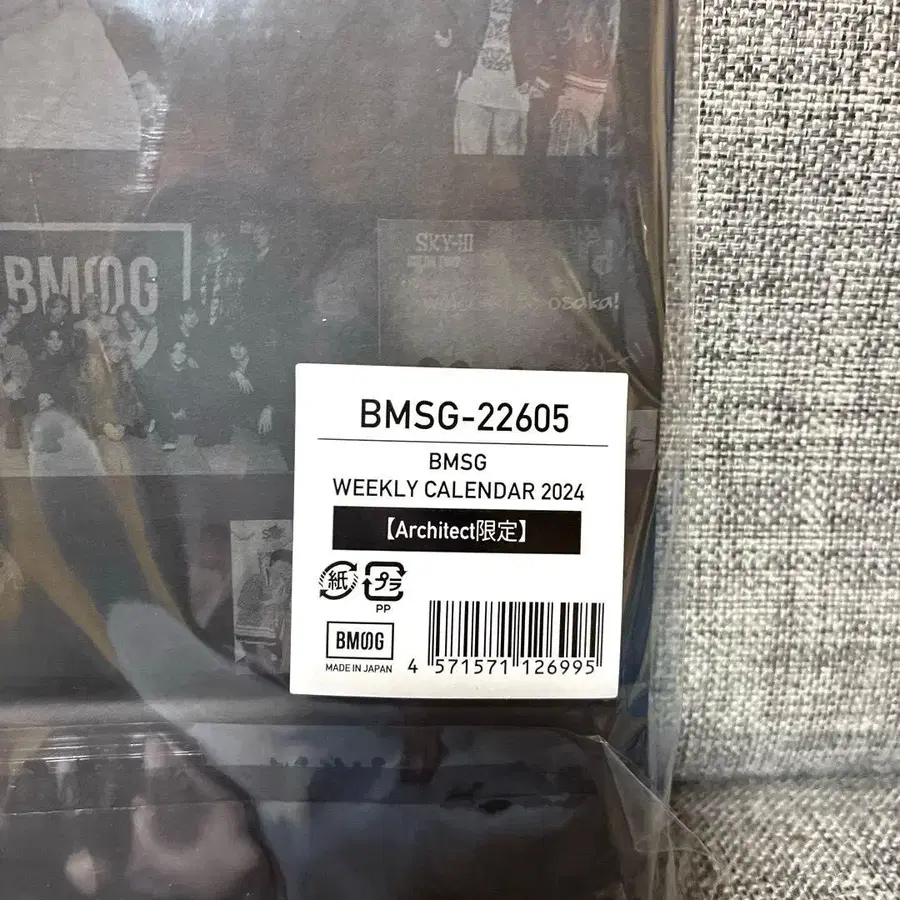 BMSG
SKY-HI
osaka!
BMSG-22605
BMSG
WEEKLY CALENDAR 2024
【Architect限定】
紙
プラ
PP
BMSG
MADE IN JAPAN
4 571571 126995